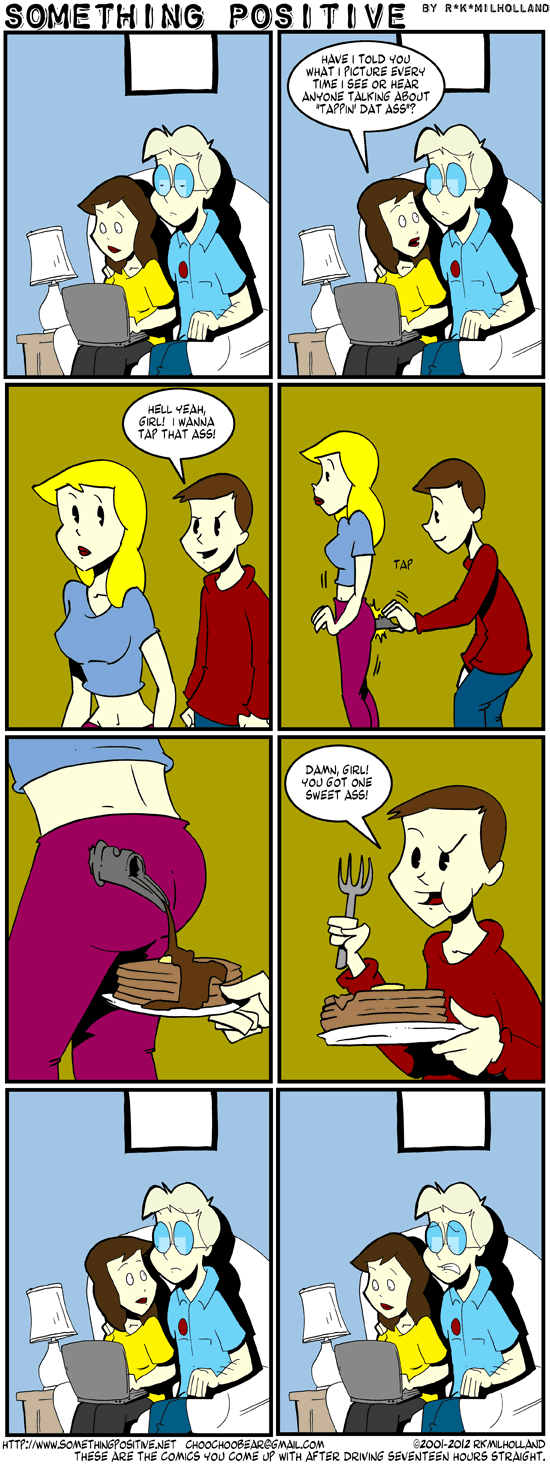 SOMETHING POSITIVE BY R*K*MILHOLLAND
HAVE I TOLD YOU
WHAT I PICTURE EVERY
TIME I SEE OR HEAR
ANYONE TALKING ABOUT
"TAPPIN' DAT ASS"?
HELL YEAH,
GIRL! I WANNA
TAP THAT ASS!
TAP
DAMN, GIRL!
YOU GOT ONE
SWEET ASS!
HTTP://WWW.SOMETHINGPOSITIVE.NET CHOOCHOOBEAR@GMAIL.COM ©2001-2012 RKMILHOLLAND
THESE ARE THE COMICS YOU COME UP WITH AFTER DRIVING SEVENTEEN HOURS STRAIGHT.